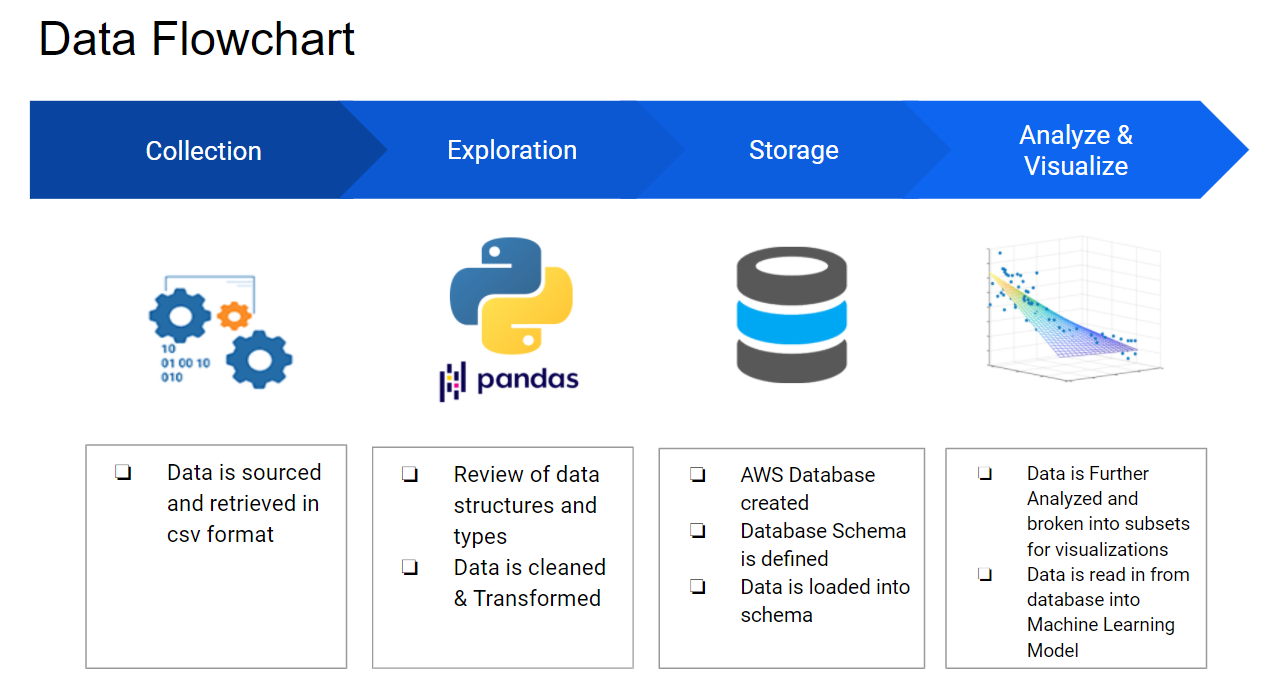 Data Flowchart
Collection
Exploration
Storage
Analyze &
Visualize
10
01 00 10
010
pandas
Data is sourced
and retrieved in
csv format
Review of data
structures and
types
Data is cleaned
& Transformed
AWS Database
created
Database Schema
is defined
Data is loaded into
schema
Data is Further
Analyzed and
broken into subsets
for visualizations
Data is read in from
database into
Machine Learning
Model